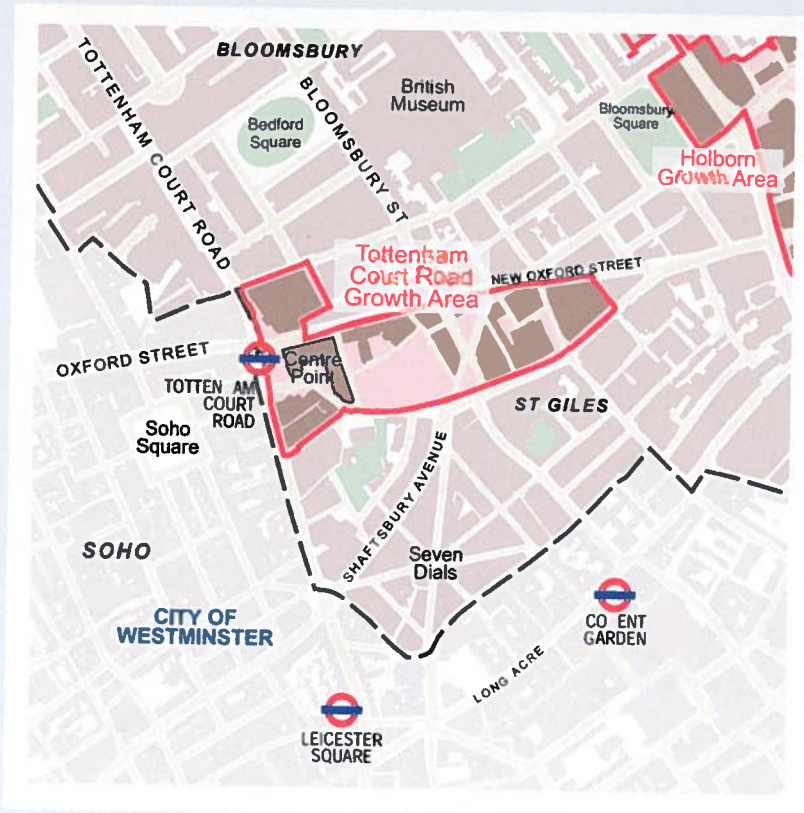 BLOOMSBURY
TOTTENHAM COURT ROAD
BLOOMSBURY ST
British
Museum
Bedford
Square
Bloomsbury
Square
Holborn
Growth Area
Tottenham
Court Road
Growth Area
NEW OXFORD STREET
OXFORD STREET
Centre
Point
TOTTEN AM
COURT
ROAD
ST GILES
Soho
Square
SHAFTSBURY AVENUE
SOHO
Seven
Dials
CITY OF
WESTMINSTER
CO ENT
GARDEN
LONG ACRE
LEICESTER
SQUARE